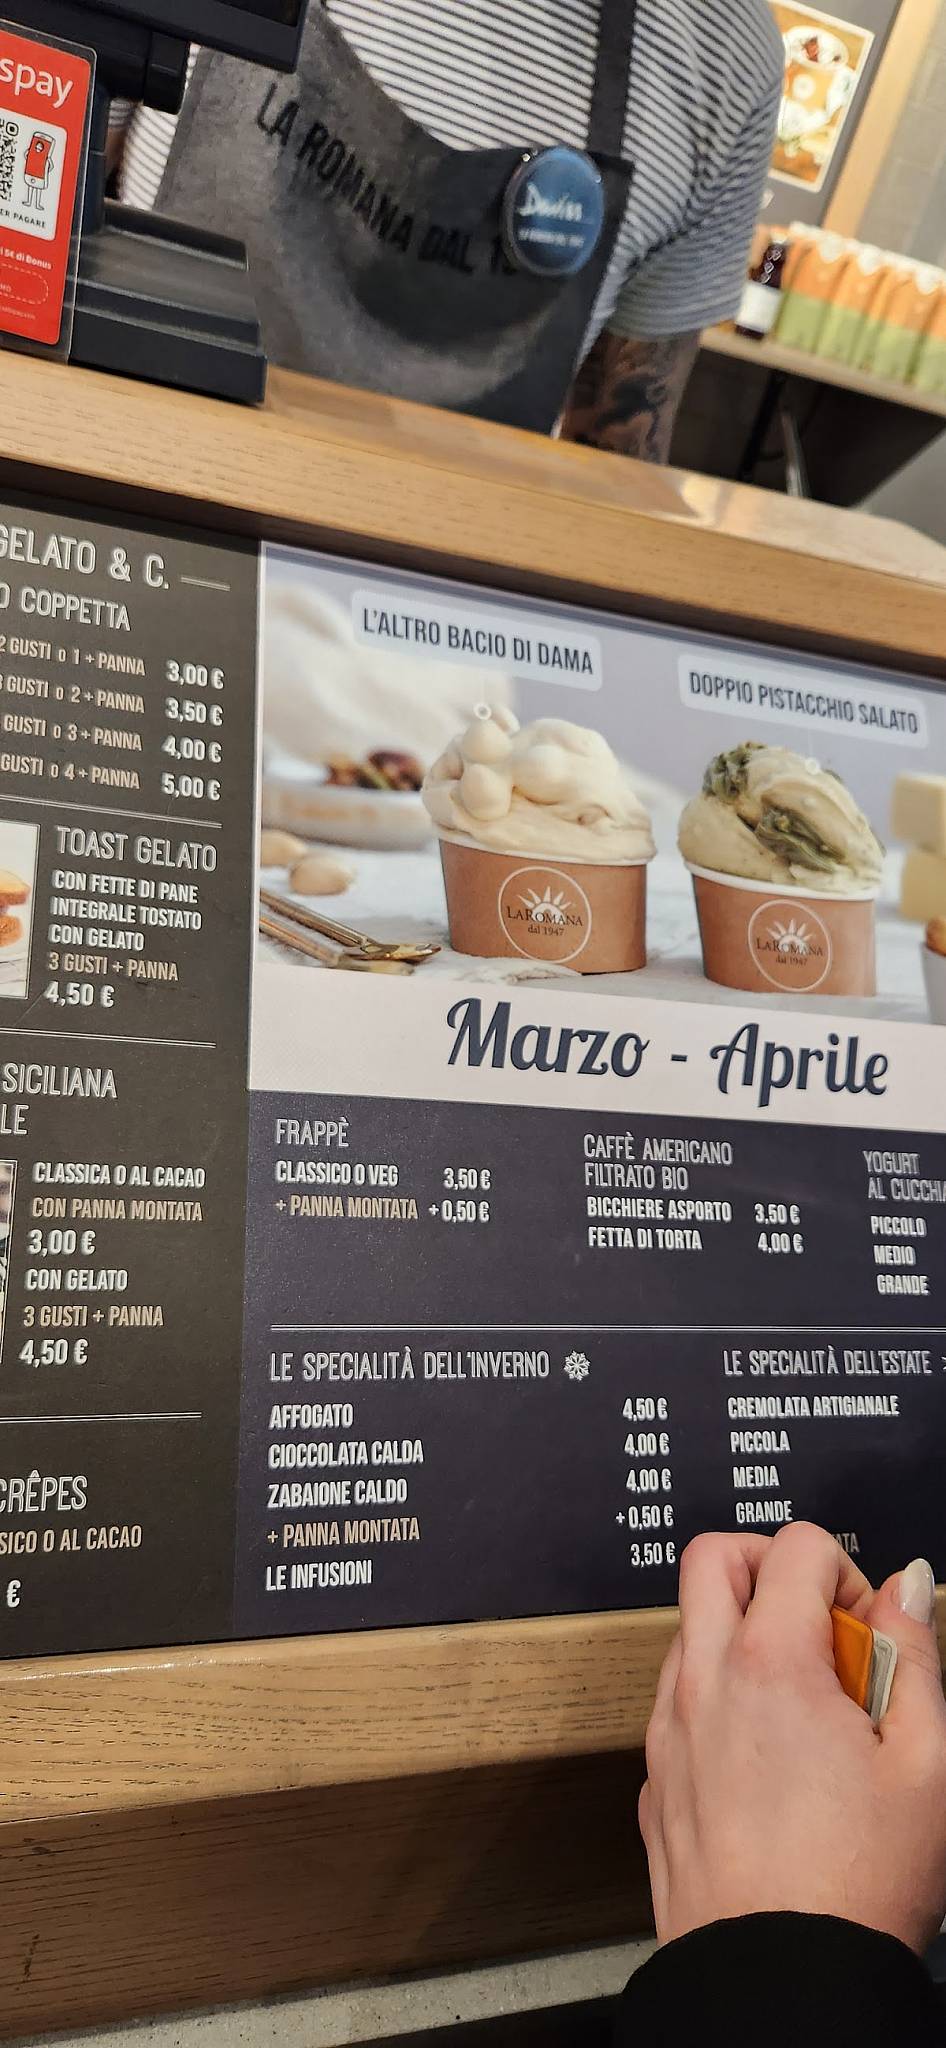 spay
ER PAGARE
i 5€ di Bonus
LA ROMANA DAL
GELATO & C.
O COPPETTA
2 GUSTI o 1 + PANNA 3,00 €
3 GUSTI o 2 + PANNA 3,50 €
GUSTI o 3 + PANNA 4,00 €
GUSTI o 4 + PANNA 5,00 €
TOAST GELATO
CON FETTE DI PANE
INTEGRALE TOSTATO
CON GELATO
3 GUSTI + PANNA
4,50 €
SICILIANA
LE
CLASSICA O AL CACAO
CON PANNA MONTATA
3,00 €
CON GELATO
3 GUSTI + PANNA
4,50 €
CRÊPES
SICO O AL CACAO
€
L'ALTRO BACIO DI DAMA
DOPPIO PISTACCHIO SALATO
LAROMANA
dal 1947
LAROMANA
dal 1947
Marzo - Aprile
FRAPPÈ
CLASSICO O VEG 3,50 €
+ PANNA MONTATA + 0,50 €
CAFFÈ AMERICANO
FILTRATO BIO
BICCHIERE ASPORTO 3,50 €
FETTA DI TORTA 4,00 €
YOGURT
AL CUCCHIA
PICCOLO
MEDIO
GRANDE
LE SPECIALITÀ DELL'INVERNO
AFFOGATO 4,50 €
CIOCCOLATA CALDA 4,00 €
ZABAIONE CALDO 4,00 €
+ PANNA MONTATA + 0,50 €
LE INFUSIONI 3,50 €
LE SPECIALITÀ DELL'ESTATE
CREMOLATA ARTIGIANALE
PICCOLA
MEDIA
GRANDE
TATA